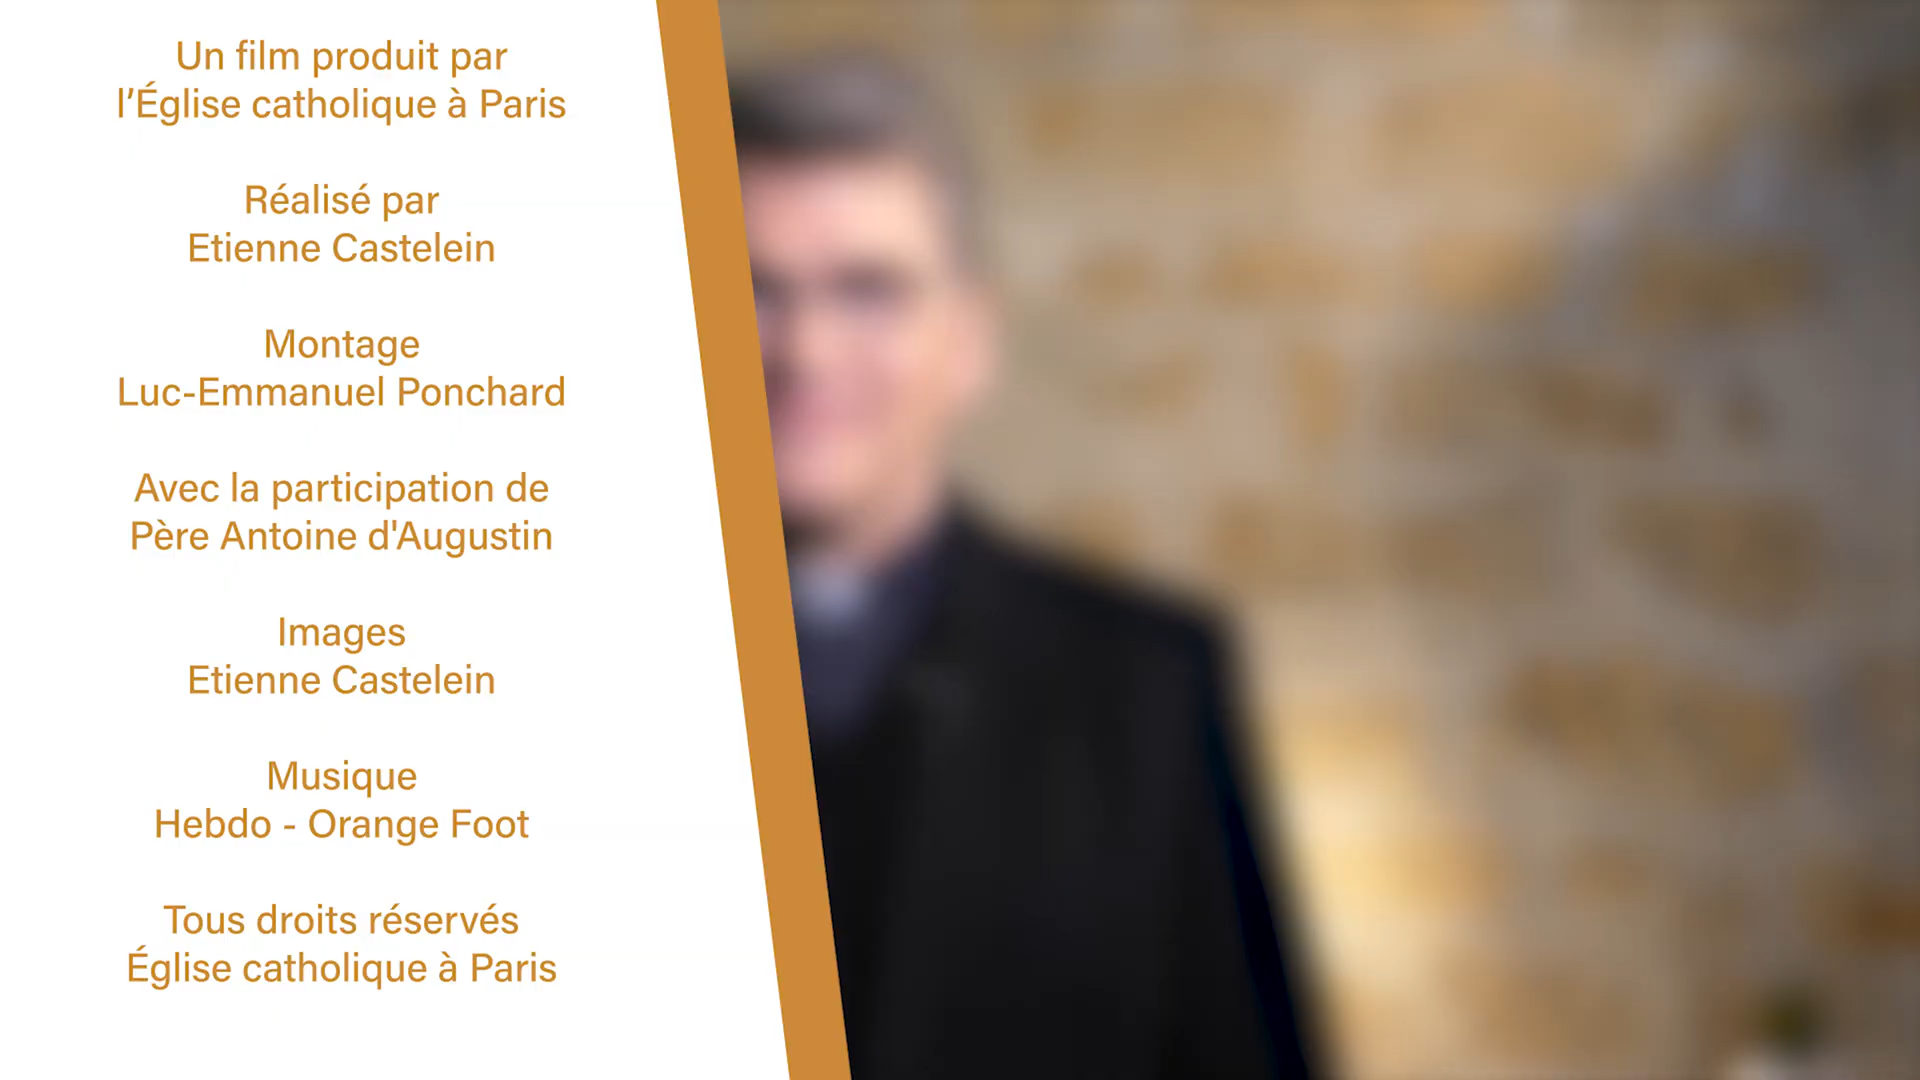 Un film produit par
l’Église catholique à Paris
Réalisé par
Etienne Castelein
Montage
Luc-Emmanuel Ponchard
Avec la participation de
Père Antoine d'Augustin
Images
Etienne Castelein
Musique
Hebdo - Orange Foot
Tous droits réservés
Église catholique à Paris